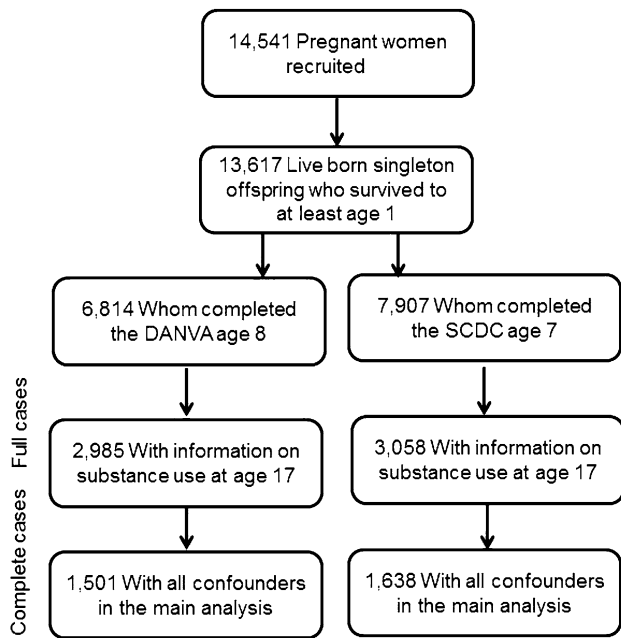 14,541 Pregnant women
recruited
13,617 Live born singleton
offspring who survived to
at least age 1
6,814 Whom completed
the DANVA age 8
7,907 Whom completed
the SCDC age 7
Full cases
2,985 With information on
substance use at age 17
3,058 With information on
substance use at age 17
Complete cases
1,501 With all confounders
in the main analysis
1,638 With all confounders
in the main analysis